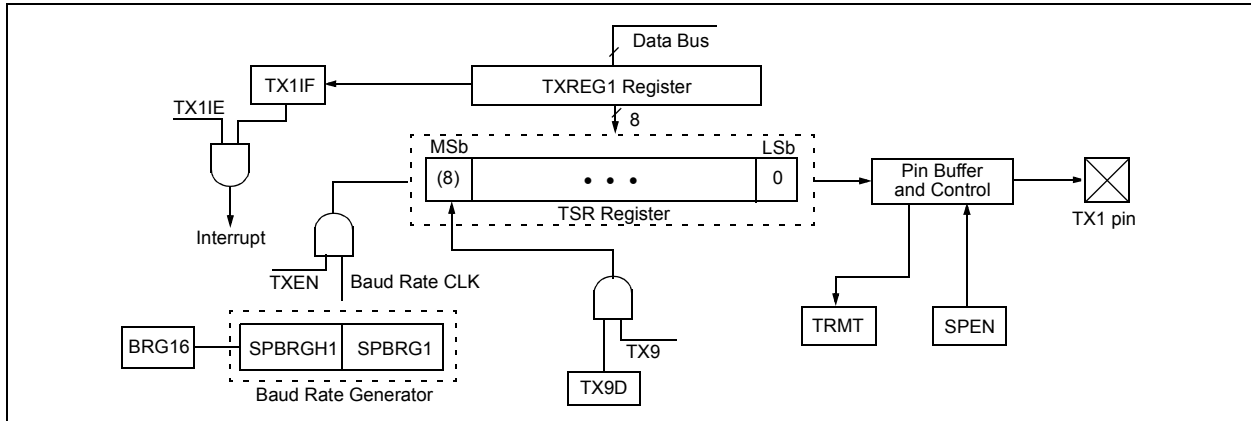 Data Bus
TX1IF
TXREG1 Register
TX1IE
8
MSb
LSb
(8)
• • •
0
Pin Buffer
and Control
TSR Register
TX1 pin
Interrupt
TXEN
Baud Rate CLK
TRMT
SPEN
BRG16
SPBRGH1
SPBRG1
TX9
TX9D
Baud Rate Generator